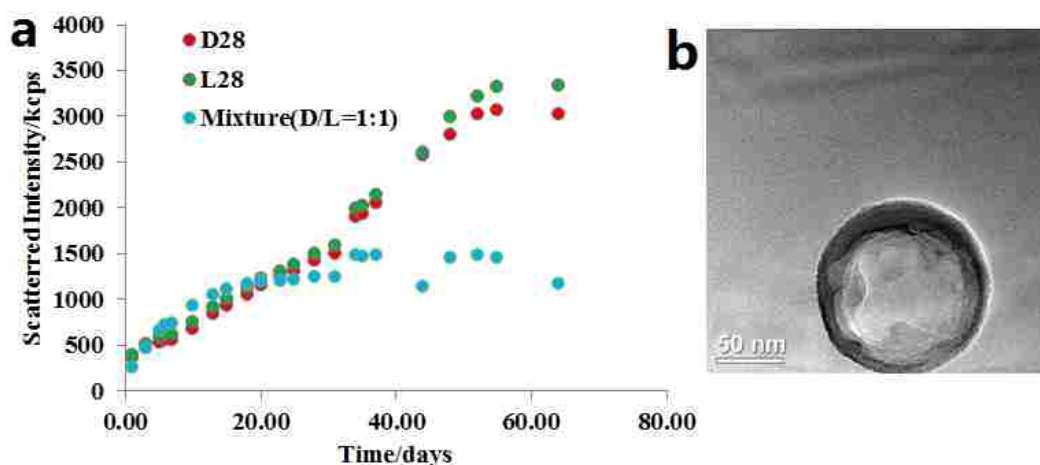 a
b
4000
3500
3000
2500
2000
1500
1000
500
0
Scatterred Intensity/kcps
D28
L28
Mixture(D/L=1:1)
0.00 20.00 40.00 60.00 80.00
Time/days
50 nm